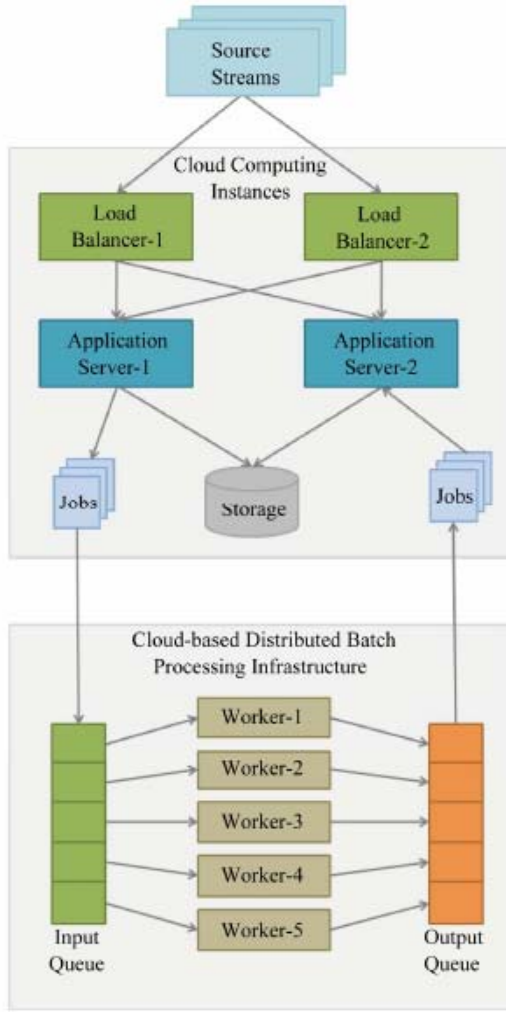 Source
Streams
Cloud Computing
Instances
Load
Balancer-1
Load
Balancer-2
Application
Server-1
Application
Server-2
Jobs
Storage
Jobs
Cloud-based Distributed Batch
Processing Infrastructure
Worker-1
Worker-2
Worker-3
Worker-4
Worker-5
Input
Queue
Output
Queue